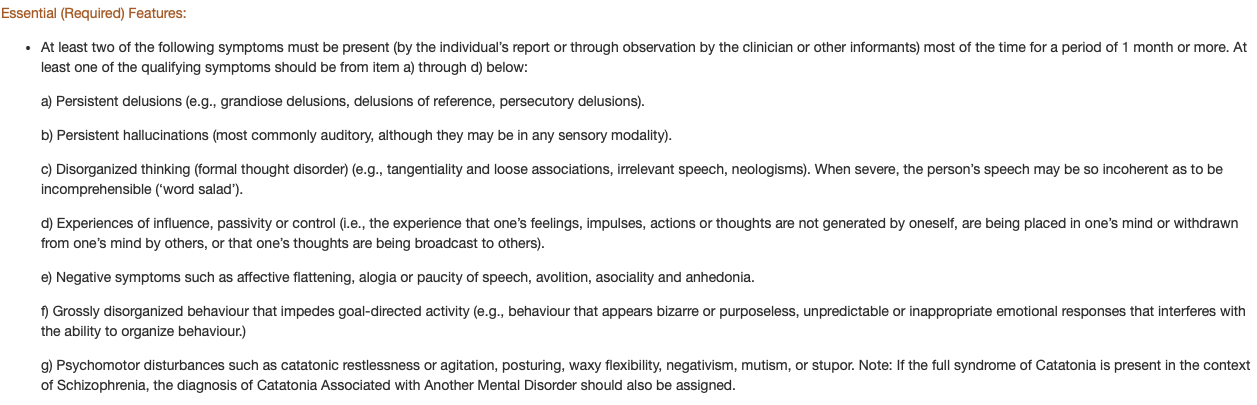 Essential (Required) Features:
• At least two of the following symptoms must be present (by the individual's report or through observation by the clinician or other informants) most of the time for a period of 1 month or more. At
least one of the qualifying symptoms should be from item a) through d) below:
a) Persistent delusions (e.g., grandiose delusions, delusions of reference, persecutory delusions).
b) Persistent hallucinations (most commonly auditory, although they may be in any sensory modality).
c) Disorganized thinking (formal thought disorder) (e.g., tangentiality and loose associations, irrelevant speech, neologisms). When severe, the person's speech may be so incoherent as to be
incomprehensible ('word salad').
d) Experiences of influence, passivity or control (i.e., the experience that one's feelings, impulses, actions or thoughts are not generated by oneself, are being placed in one's mind or withdrawn
from one's mind by others, or that one's thoughts are being broadcast to others).
e) Negative symptoms such as affective flattening, alogia or paucity of speech, avolition, asociality and anhedonia.
f) Grossly disorganized behaviour that impedes goal-directed activity (e.g., behaviour that appears bizarre or purposeless, unpredictable or inappropriate emotional responses that interferes with
the ability to organize behaviour.)
g) Psychomotor disturbances such as catatonic restlessness or agitation, posturing, waxy flexibility, negativism, mutism, or stupor. Note: If the full syndrome of Catatonia is present in the context
of Schizophrenia, the diagnosis of Catatonia Associated with Another Mental Disorder should also be assigned.